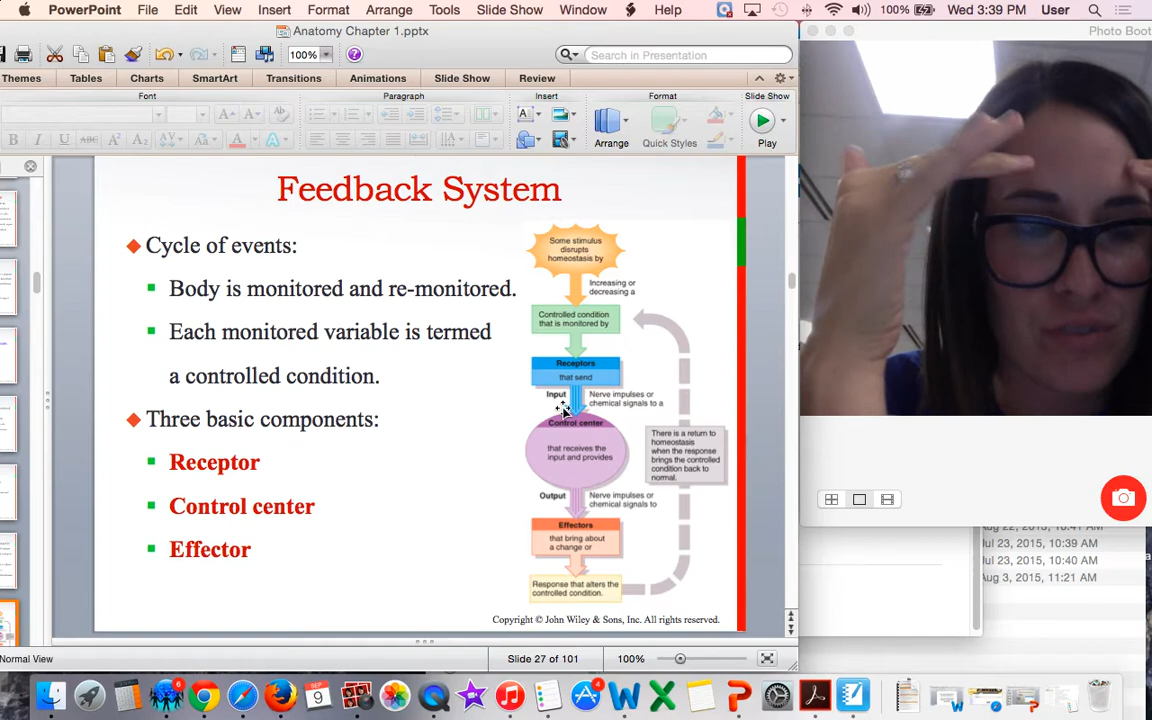 PowerPoint File Edit View Insert Format Arrange Tools Slide Show Window Help 100% Wed 3:39 PM User
Anatomy Chapter 1.pptx
Photo Boot
100%
Search in Presentation
Themes Tables Charts SmartArt Transitions Animations Slide Show Review
Font Paragraph Insert Format Slide Show
Arrange Quick Styles Play
Feedback System
Cycle of events:
Body is monitored and re-monitored.
Each monitored variable is termed
a controlled condition.
Three basic components:
Receptor
Control center
Effector
Some stimulus
disrupts
homeostasis by
Increasing or
decreasing a
Controlled condition
that is monitored by
Receptors
that send
Input
Nerve impulses or
chemical signals to a
Control center
that receives the
input and provides
There is a return to
homeostasis
when the response
brings the controlled
condition back to
normal.
Output
Nerve impulses or
chemical signals to
Effectors
that bring about
a change or
Response that alters the
controlled condition.
Copyright © John Wiley & Sons, Inc. All rights reserved.
Jul 23, 2015, 10:39 AM
Jul 23, 2015, 10:40 AM
Aug 3, 2015, 11:21 AM
Normal View Slide 27 of 101 100%
6
SEP
9
4